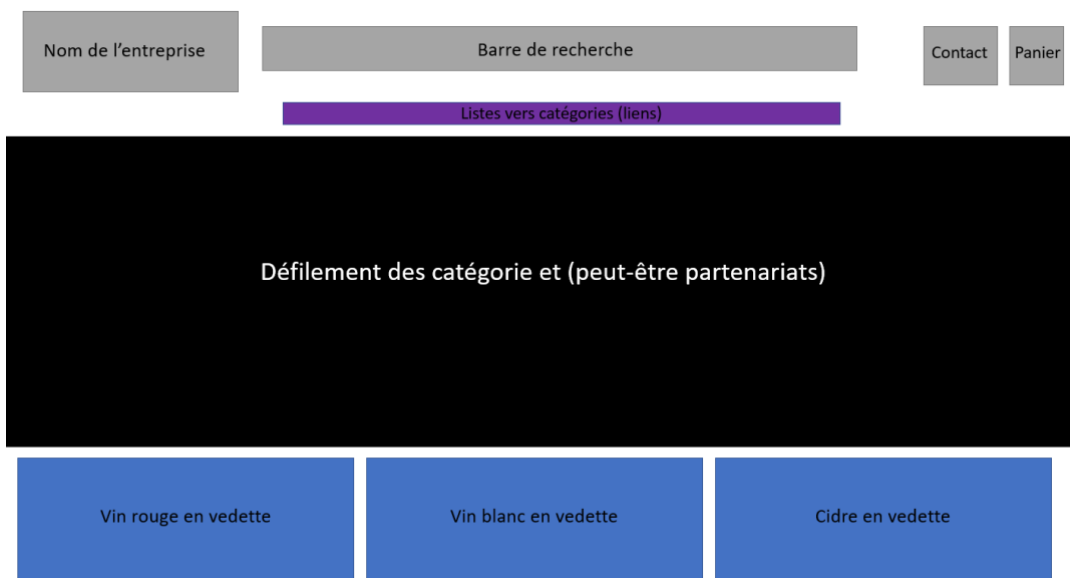 Nom de l'entreprise
Barre de recherche
Contact
Panier
Listes vers catégories (liens)
Défilement des catégorie et (peut-être partenariats)
Vin rouge en vedette
Vin blanc en vedette
Cidre en vedette